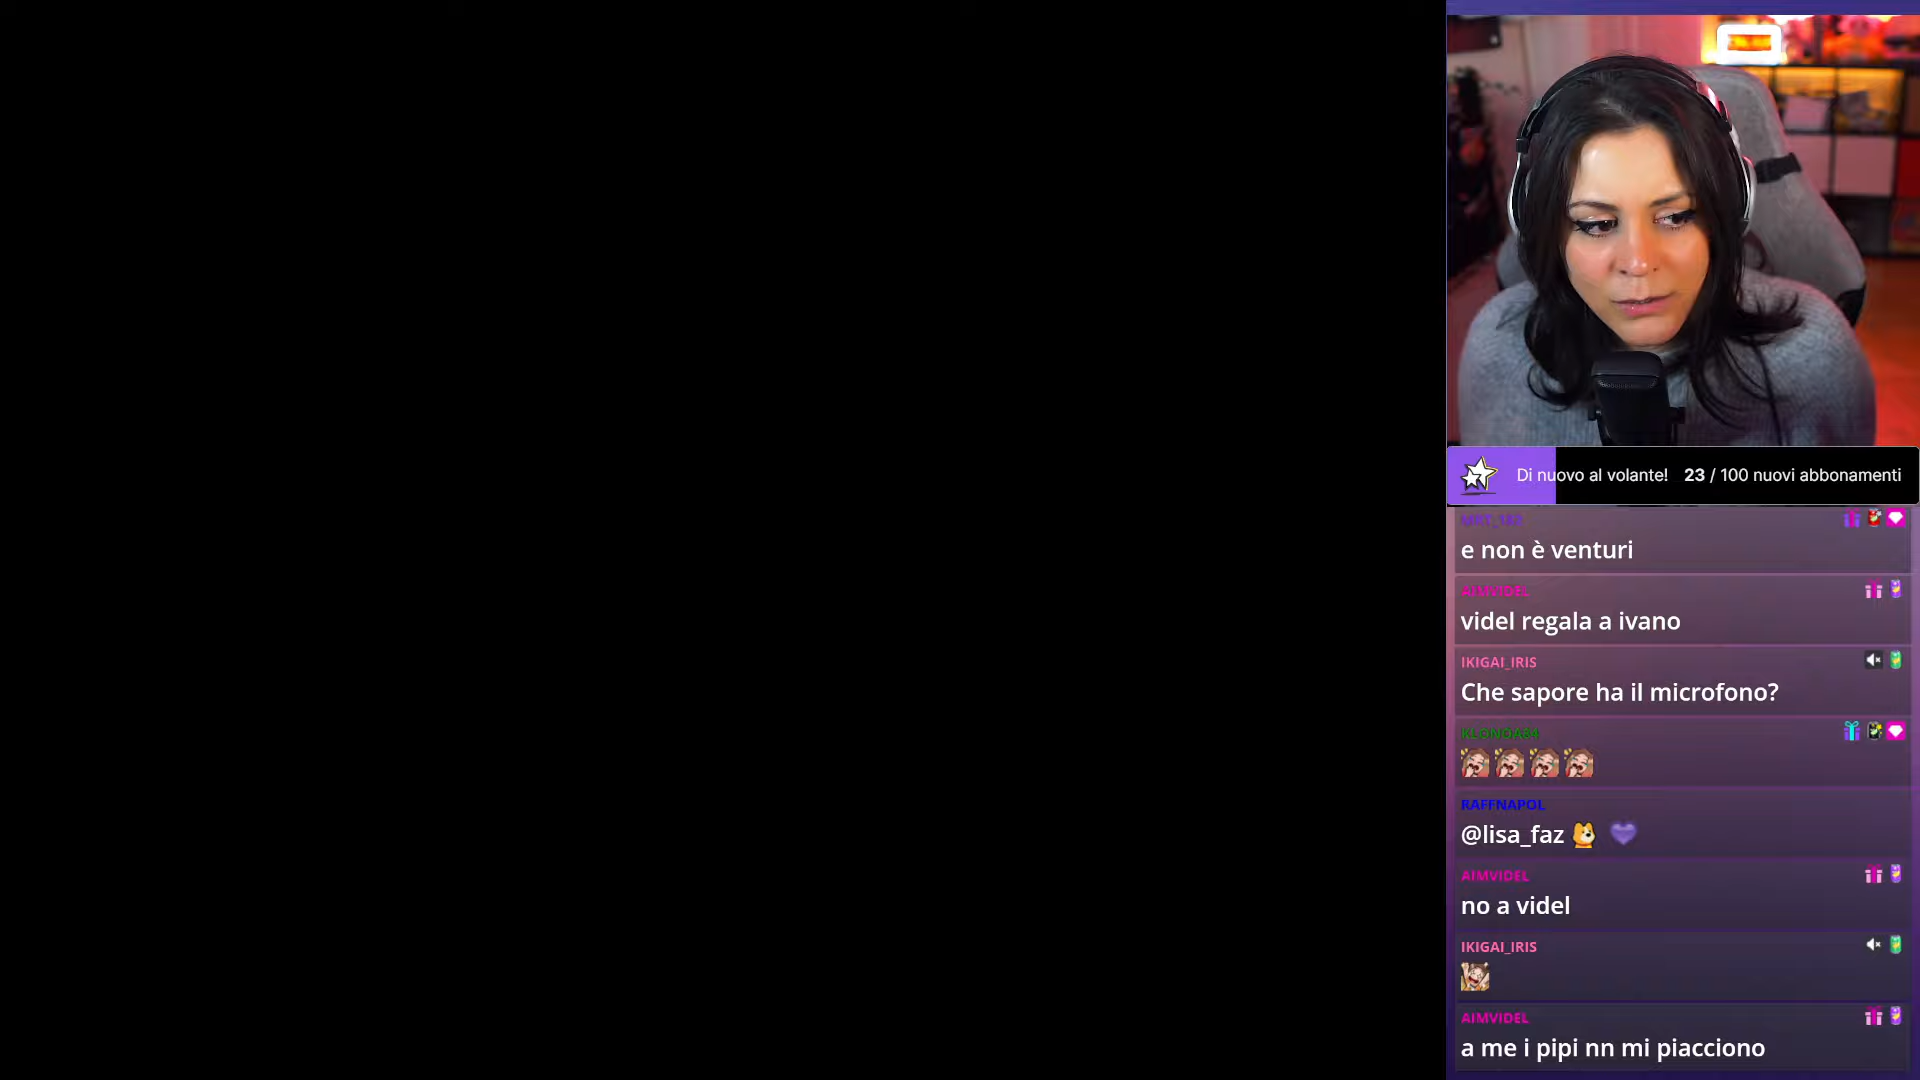 Di nuovo al volante! 23 / 100 nuovi abbonamenti
e non è venturi
AIMVIDEL
videl regala a ivano
IKIGAI_IRIS
Che sapore ha il microfono?
KLONOA64
RAFFNAPOL
@lisa_faz
AIMVIDEL
no a videl
IKIGAI_IRIS
AIMVIDEL
a me i pipi nn mi piacciono